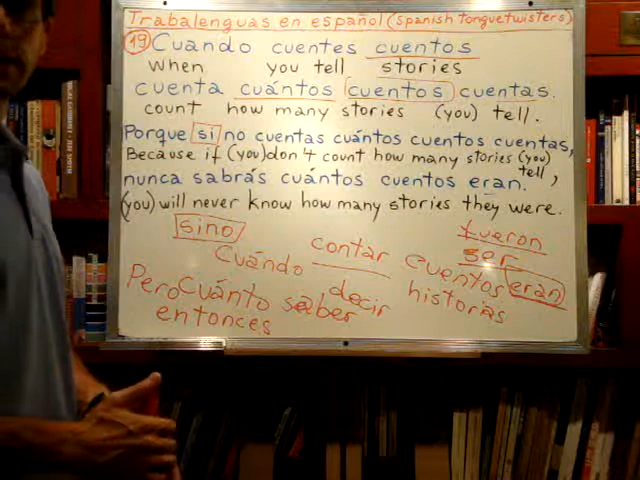 Trabalenguas en español (Spanish tonguetwisters)
19 Cuando cuentes cuentos
When you tell stories
cuenta cuántos cuentos cuentas.
count how many stories (you) tell.
Porque si no cuentas cuántos cuentos cuentas,
Because if (you) don't count how many stories (you) tell,
nunca sabrás cuántos cuentos eran.
(you) will never know how many stories they were.
sino contar fueron
Cuándo ser
Pero Cuánto saber decir cuentos eran
entonces historias